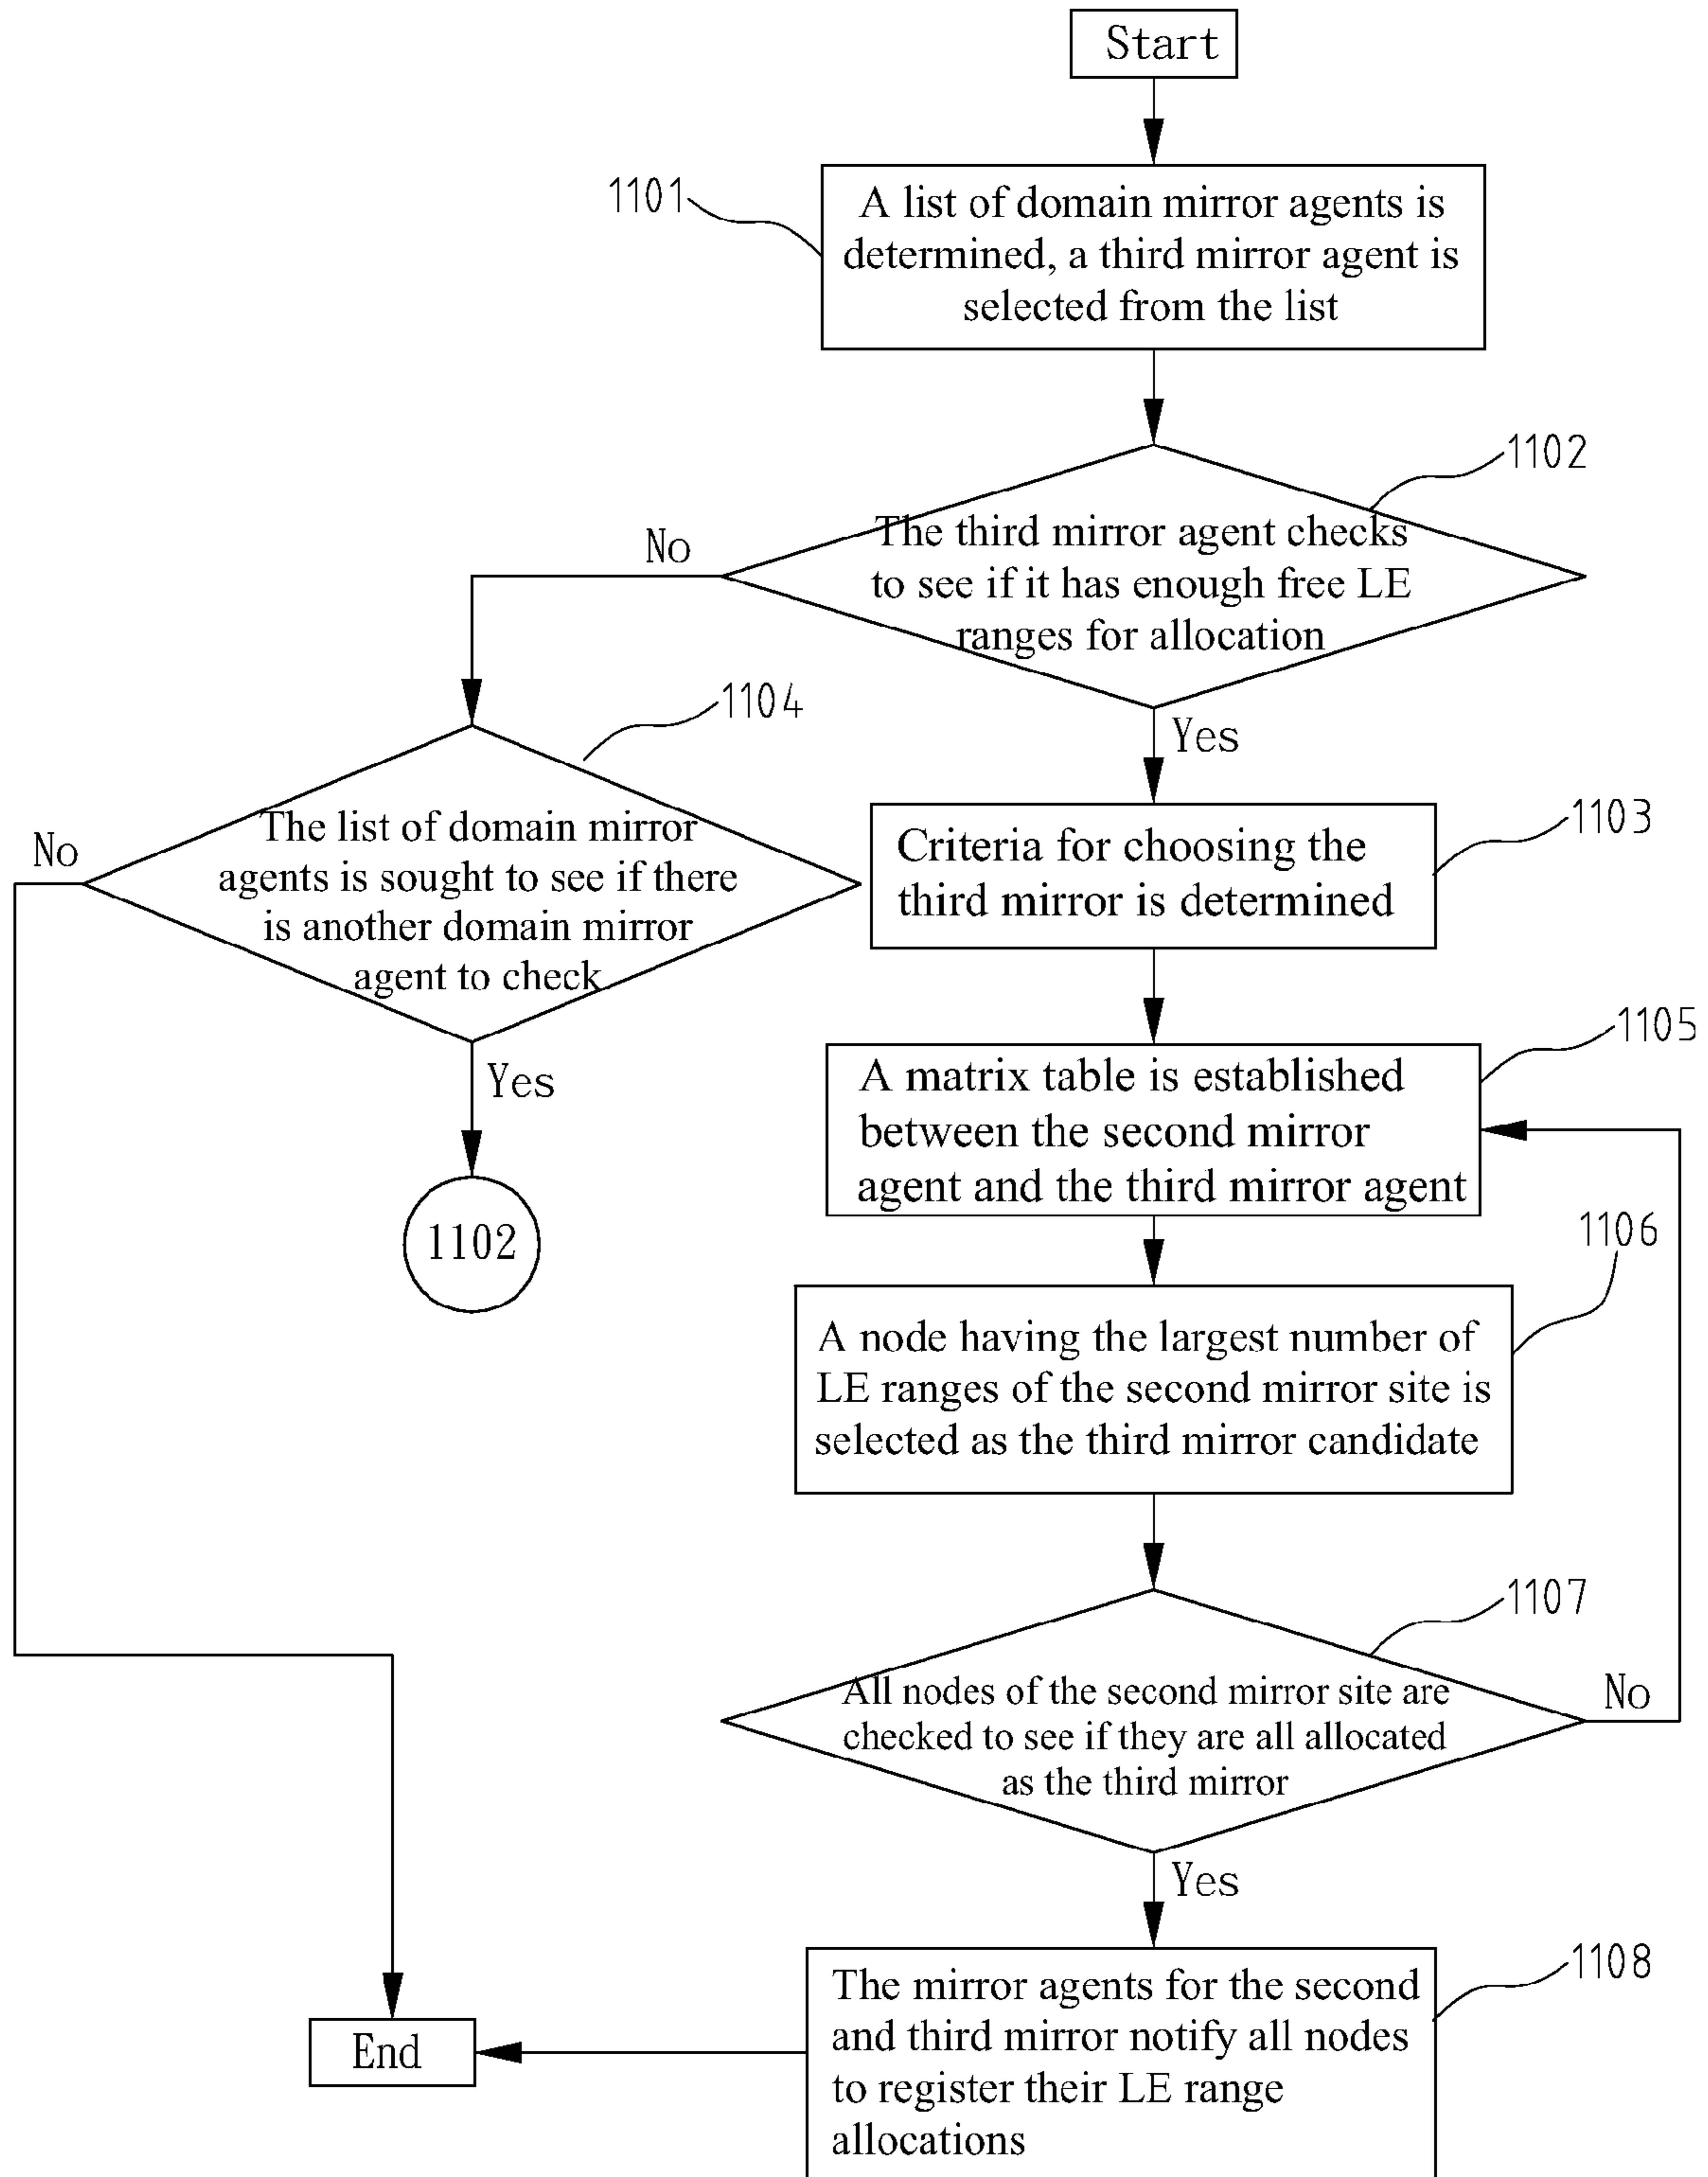 Start
1101
A list of domain mirror agents is
determined, a third mirror agent is
selected from the list
1102
No
The third mirror agent checks
to see if it has enough free LE
ranges for allocation
1104
Yes
1103
No
The list of domain mirror
agents is sought to see if there
is another domain mirror
agent to check
Criteria for choosing the
third mirror is determined
1105
Yes
A matrix table is established
between the second mirror
agent and the third mirror agent
1102
1106
A node having the largest number of
LE ranges of the second mirror site is
selected as the third mirror candidate
1107
All nodes of the second mirror site are
checked to see if they are all allocated
as the third mirror
No
Yes
1108
The mirror agents for the second
and third mirror notify all nodes
to register their LE range
allocations
End